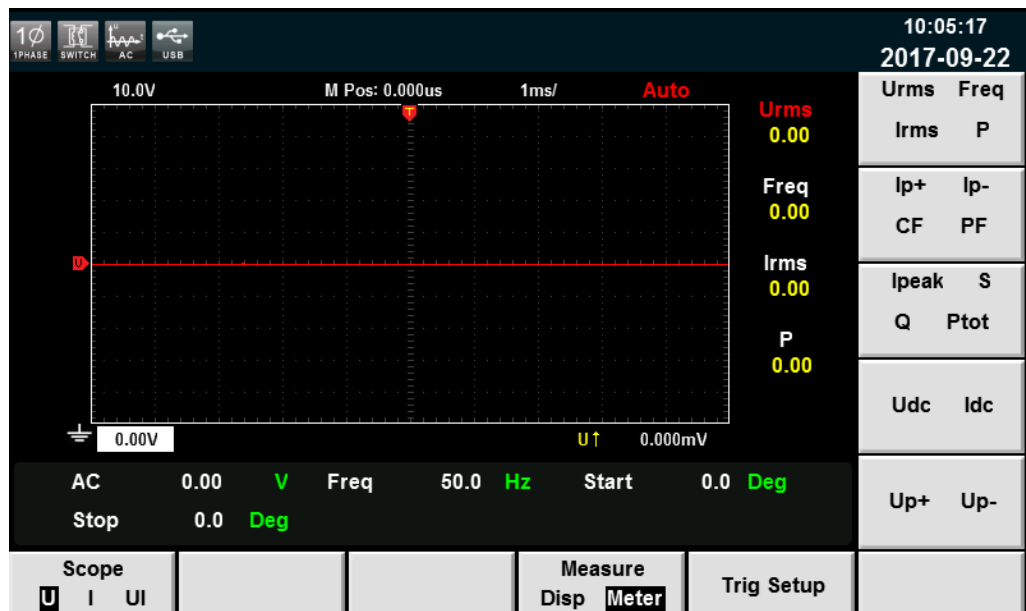 1Ø
1PHASE SWITCH AC USB
U t
10:05:17
2017-09-22
10.0V M Pos: 0.000us 1ms/ Auto
T
U
Urms
0.00
Freq
0.00
Irms
0.00
P
0.00
0.00V U↑ 0.000mV
AC 0.00 V Freq 50.0 Hz Start 0.0 Deg
Stop 0.0 Deg
Urms Freq
Irms P
Ip+ Ip-
CF PF
Ipeak S
Q Ptot
Udc Idc
Up+ Up-
Scope
U I UI
Measure
Disp Meter
Trig Setup